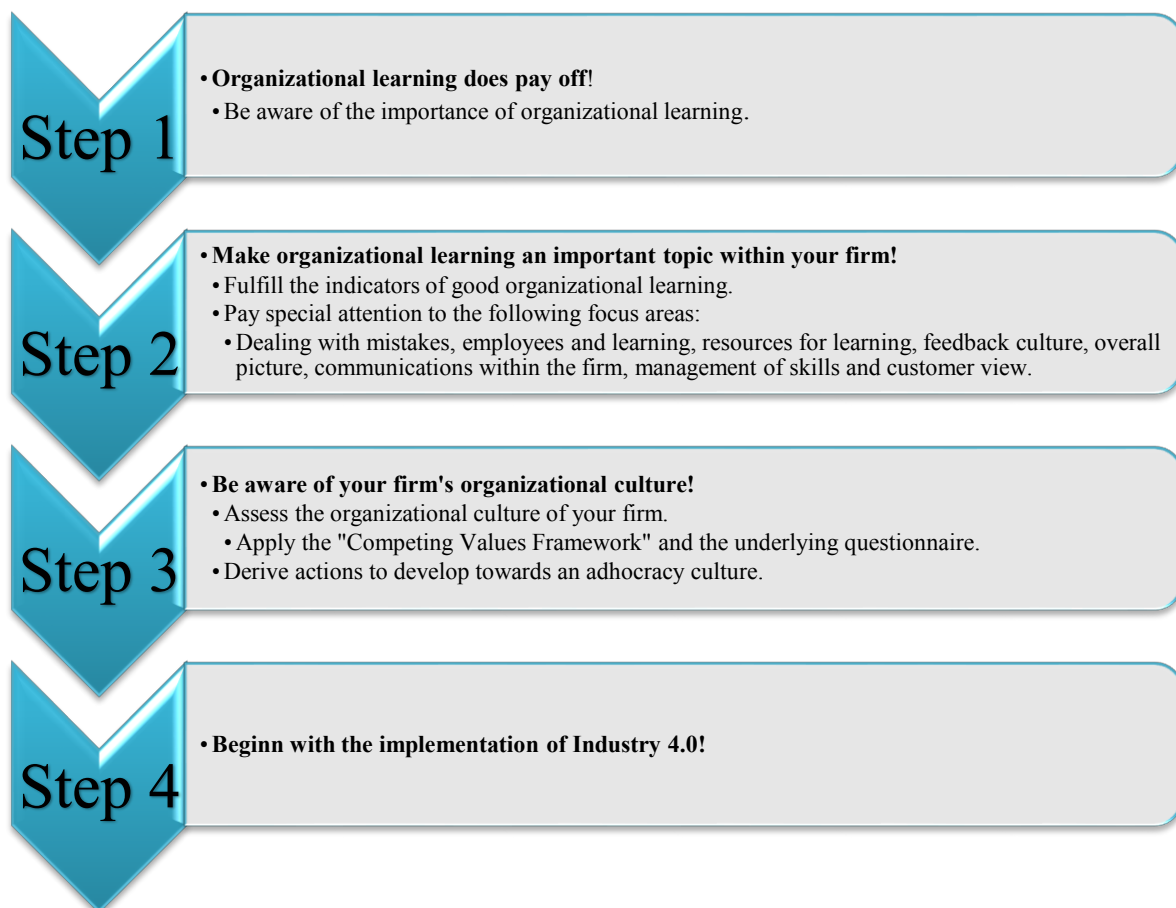 Step 1
• Organizational learning does pay off!
• Be aware of the importance of organizational learning.
Step 2
• Make organizational learning an important topic within your firm!
• Fulfill the indicators of good organizational learning.
• Pay special attention to the following focus areas:
• Dealing with mistakes, employees and learning, resources for learning, feedback culture, overall
picture, communications within the firm, management of skills and customer view.
Step 3
• Be aware of your firm's organizational culture!
• Assess the organizational culture of your firm.
• Apply the "Competing Values Framework" and the underlying questionnaire.
• Derive actions to develop towards an adhocracy culture.
Step 4
• Beginn with the implementation of Industry 4.0!